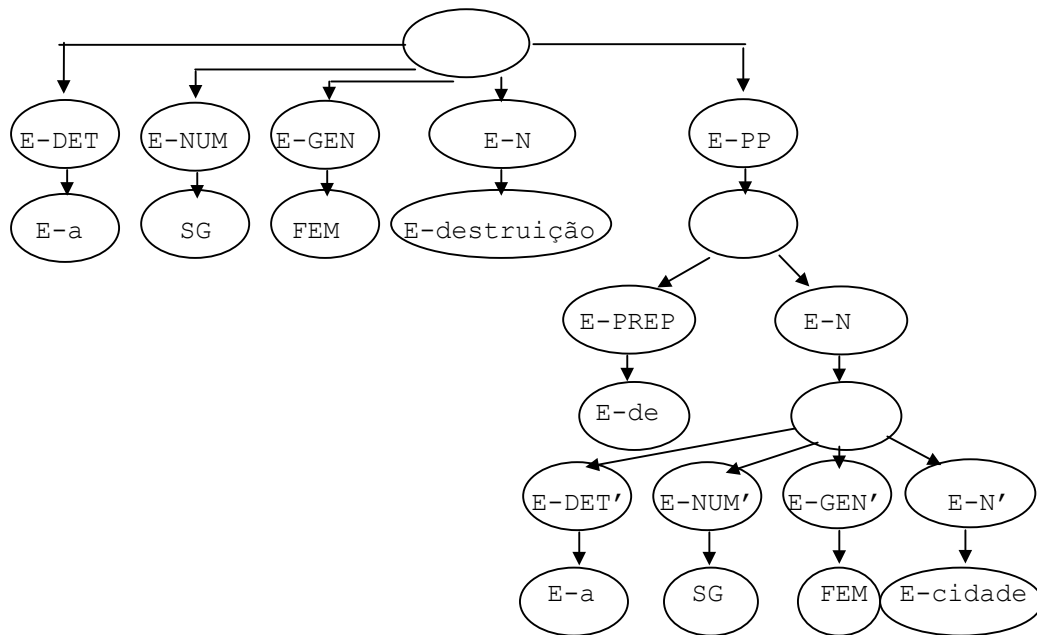 E-DET E-NUM E-GEN E-N E-PP
E-a SG FEM E-destruição
E-PREP E-N
E-de
E-DET’ E-NUM’ E-GEN’ E-N’
E-a SG FEM E-cidade